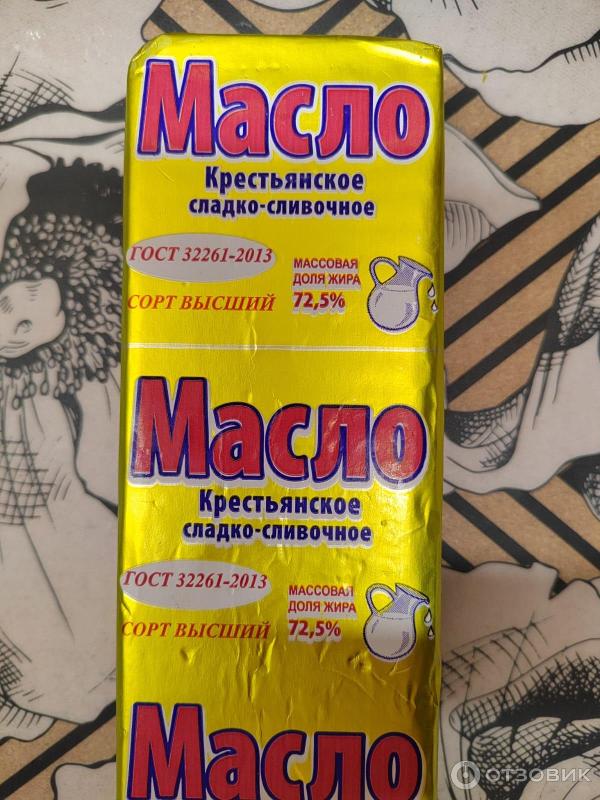 Масло
Крестьянское
сладко-сливочное
ГОСТ 32261-2013
МАССОВАЯ
ДОЛЯ ЖИРА
СОРТ ВЫСШИЙ 72,5%
Масло
Крестьянское
сладко-сливочное
ГОСТ 32261-2013
МАССОВАЯ
ДОЛЯ ЖИРА
СОРТ ВЫСШИЙ 72,5%
Масло
ОТЗОВИК